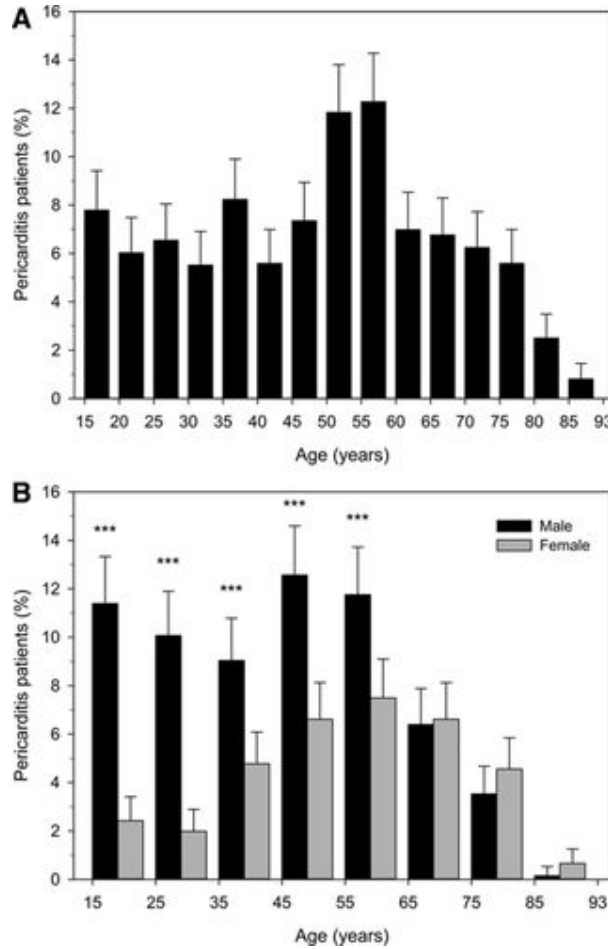 A
16
14
12
10
8
6
4
2
0
Pericarditis patients (%)
15 20 25 30 35 40 45 50 55 60 65 70 75 80 85 93
Age (years)
B
16
14
12
10
8
6
4
2
0
Pericarditis patients (%)
*** *** *** *** ***
Male
Female
15 25 35 45 55 65 75 85 93
Age (years)